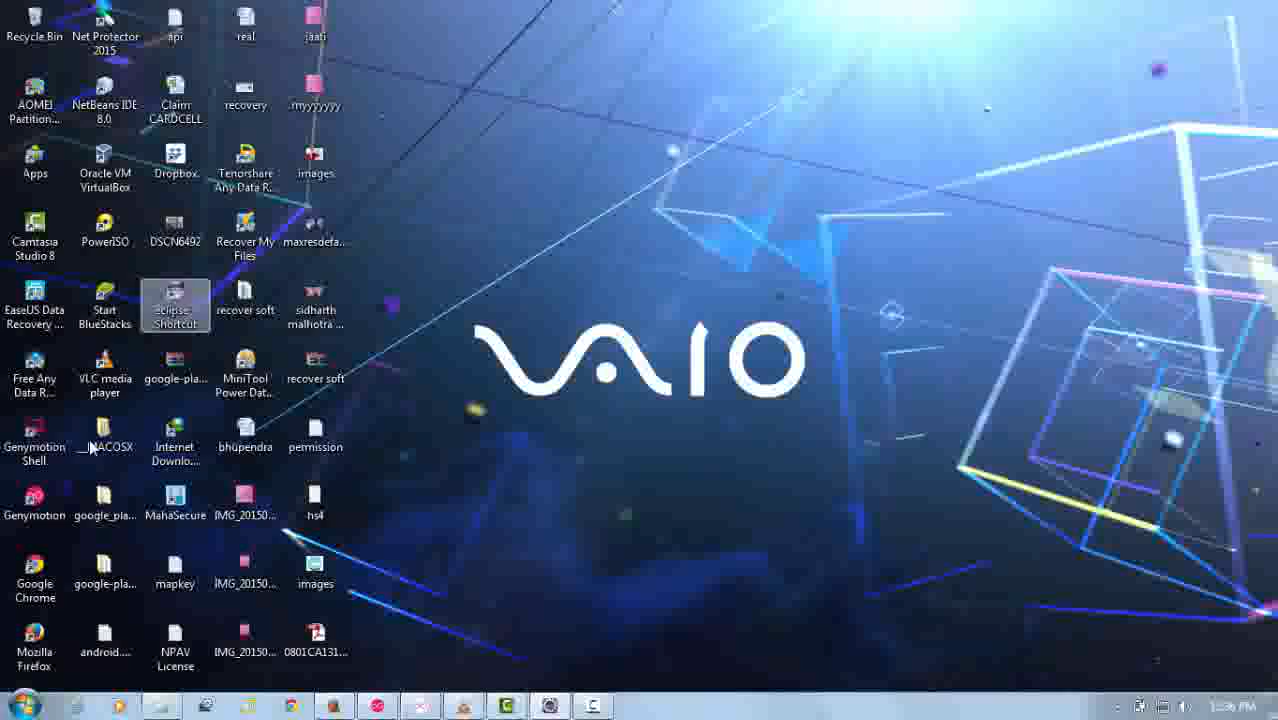 Recycle Bin
Net Protector
2015
api
real
jaati
AOMEI
Partition...
NetBeans IDE
8.0
Claim
CARDCELL
recovery
Apps
Oracle VM
VirtualBox
Dropbox
Tenorshare
Any Data R...
images
Camtasia
Studio 8
PowerISO
DSCN6492
Recover My
Files
maxresdefa...
EaseUS Data
Recovery ...
Start
BlueStacks
eclipse -
Shortcut
recover soft
sidharth
malhotra ...
VAIO
Free Any
Data R...
VLC media
player
google-pla...
MiniTool
Power Dat...
recover soft
Genymotion
Shell
__MACOSX
Internet
Downlo...
bhupendra
permission
Genymotion
google_pla...
MahaSecure
IMG_20150...
hs4
Google
Chrome
google-pla...
mapkey
IMG_20150...
images
Mozilla
Firefox
android....
NPAV
License
IMG_20150...
0801CA131...